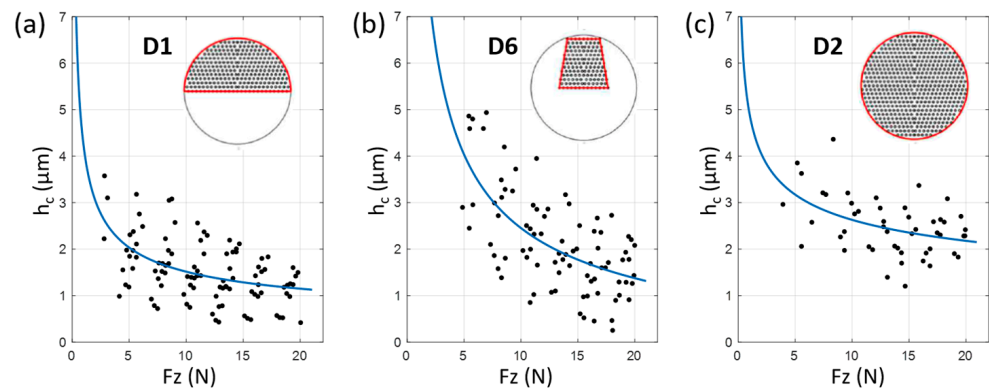 (a) (b) (c)
D1 D6 D2
7 7 7
6 6 6
5 5 5
4 4 4
3 3 3
2 2 2
1 1 1
0 0 0
h_c (μm) h_c (μm) h_c (μm)
0 5 10 15 20 0 5 10 15 20 0 5 10 15 20
Fz (N) Fz (N) Fz (N)